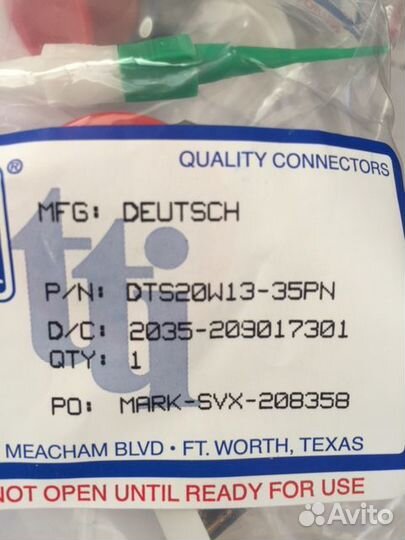 ®
QUALITY CONNECTORS
tti
MFG: DEUTSCH
P/N: DTS20W13-35PN
D/C: 2035-209017301
QTY: 1
PO: MARK-SVX-208358
MEACHAM BLVD • FT. WORTH, TEXAS
NOT OPEN UNTIL READY FOR USE
Avito